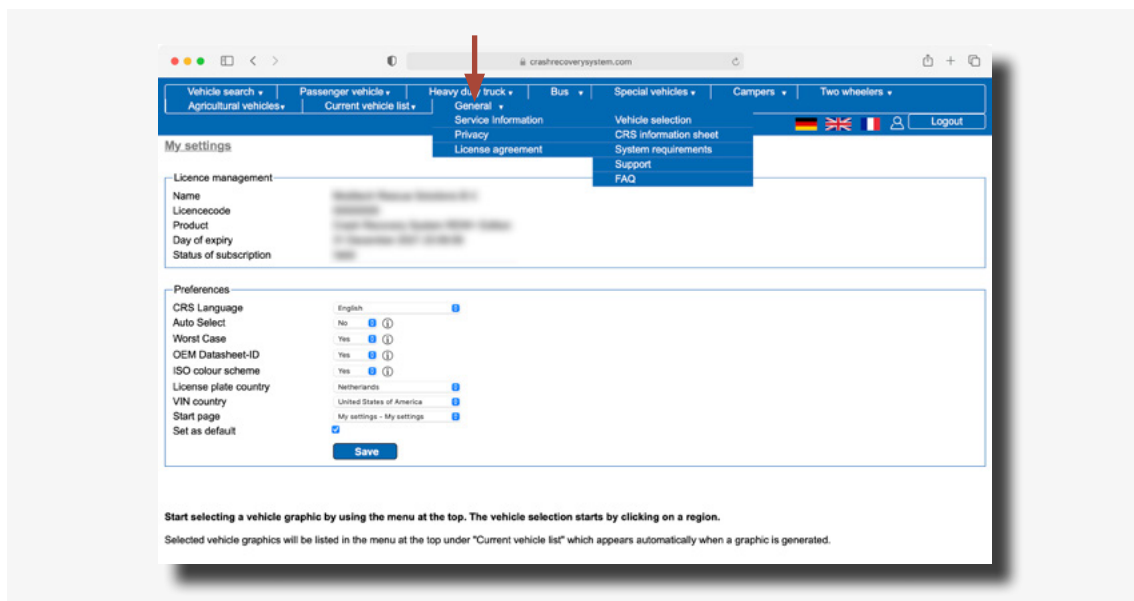 crashrecoverysystem.com
Vehicle search Passenger vehicle Heavy duty truck Bus Special vehicles Campers Two wheelers
Agricultural vehicles Current vehicle list General
Service Information Vehicle selection Logout
Privacy CRS information sheet
License agreement System requirements
Support
FAQ
My settings
Licence management
Name
Licencecode
Product
Day of expiry
Status of subscription
Preferences
CRS Language English
Auto Select No
Worst Case Yes
OEM Datasheet-ID Yes
ISO colour scheme Yes
License plate country Netherlands
VIN country United States of America
Start page My settings - My settings
Set as default
Save
Start selecting a vehicle graphic by using the menu at the top. The vehicle selection starts by clicking on a region.
Selected vehicle graphics will be listed in the menu at the top under "Current vehicle list" which appears automatically when a graphic is generated.